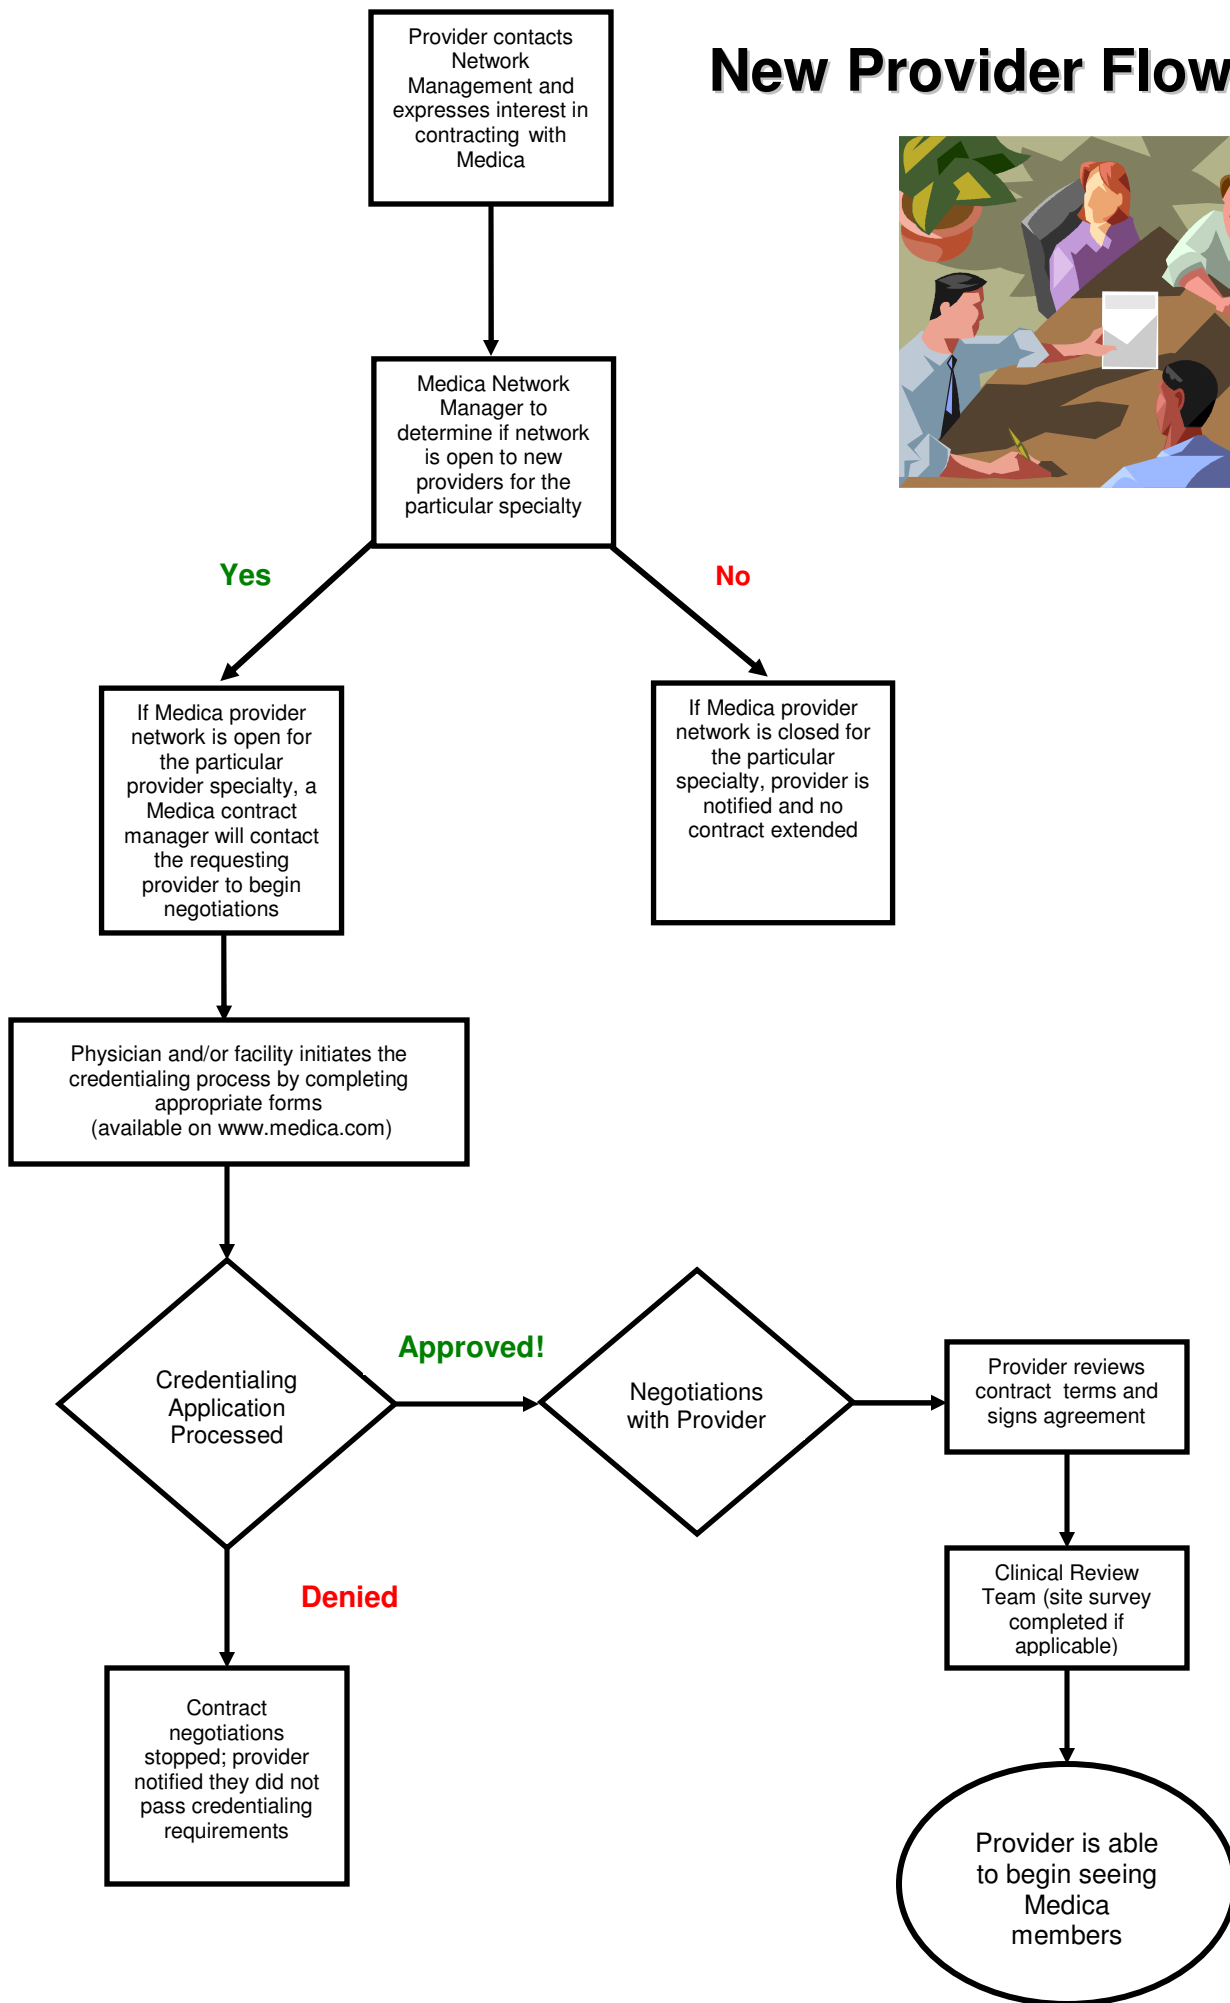 Provider contacts
Network
Management and
expresses interest in
contracting with
Medica
New Provider Flow
Medica Network
Manager to
determine if network
is open to new
providers for the
particular specialty
Yes
No
If Medica provider
network is open for
the particular
provider specialty, a
Medica contract
manager will contact
the requesting
provider to begin
negotiations
If Medica provider
network is closed for
the particular
specialty, provider is
notified and no
contract extended
Physician and/or facility initiates the
credentialing process by completing
appropriate forms
(available on www.medica.com)
Credentialing
Application
Processed
Approved!
Negotiations
with Provider
Provider reviews
contract terms and
signs agreement
Denied
Clinical Review
Team (site survey
completed if
applicable)
Contract
negotiations
stopped; provider
notified they did not
pass credentialing
requirements
Provider is able
to begin seeing
Medica
members